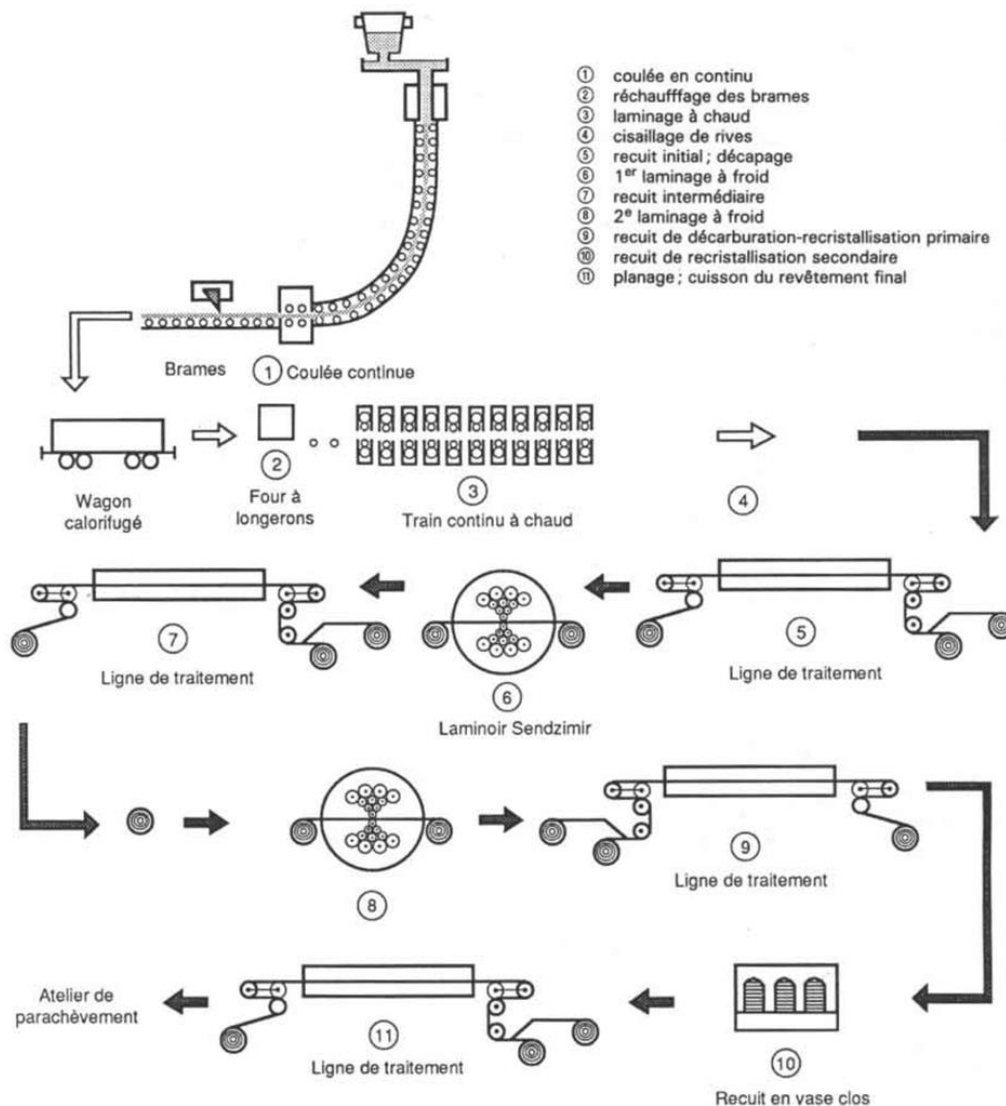 ① coulée en continu
② réchaufffage des brames
③ laminage à chaud
④ cisaillage de rives
⑤ recuit initial ; décapage
⑥ 1er laminage à froid
⑦ recuit intermédiaire
⑧ 2e laminage à froid
⑨ recuit de décarburation-recristallisation primaire
⑩ recuit de recristallisation secondaire
⑪ planage ; cuisson du revêtement final
Brames
① Coulée continue
Wagon
calorifugé
②
Four à
longerons
③
Train continu à chaud
④
⑦
Ligne de traitement
⑥
Laminoir Sendzimir
⑤
Ligne de traitement
⑧
⑨
Ligne de traitement
Atelier de
parachèvement
⑪
Ligne de traitement
⑩
Recuit en vase clos